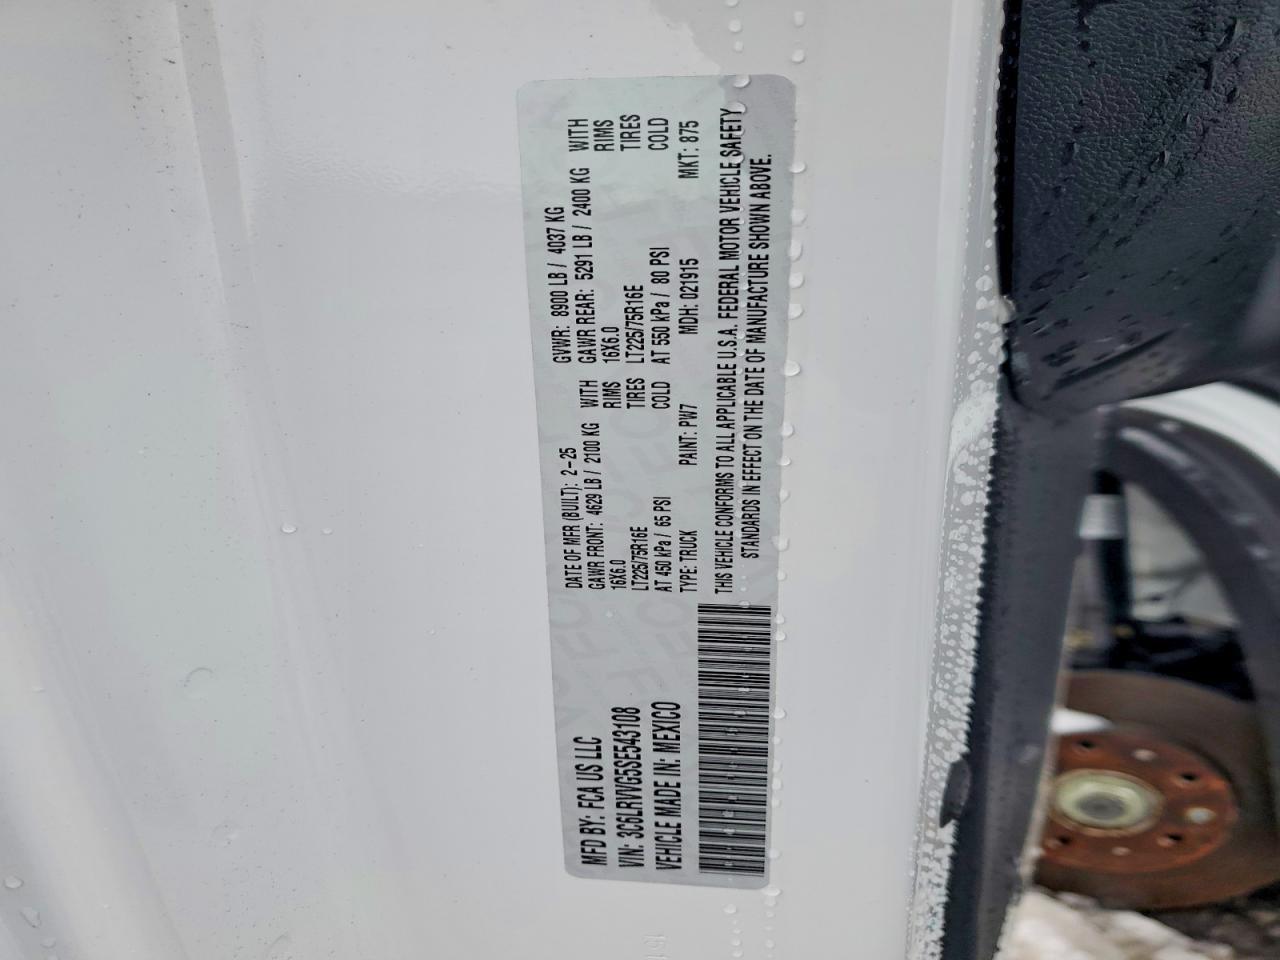 MFD BY: FCA US LLC
VIN: 3C6LRVVG5SE543108
VEHICLE MADE IN: MEXICO
DATE OF MFR (BUILT): 2-25 GVWR: 8900 LB / 4037 KG
GAWR FRONT: 4629 LB / 2100 KG WITH GAWR REAR: 5291 LB / 2400 KG WITH
16X6.0 RIMS 16X6.0 RIMS
LT225/75R16E TIRES LT225/75R16E TIRES
AT 450 kPa / 65 PSI COLD AT 550 kPa / 80 PSI COLD
TYPE: TRUCK PAINT: PW7 MDH: 021915 MKT: 875
THIS VEHICLE CONFORMS TO ALL APPLICABLE U.S.A. FEDERAL MOTOR VEHICLE SAFETY
STANDARDS IN EFFECT ON THE DATE OF MANUFACTURE SHOWN ABOVE.